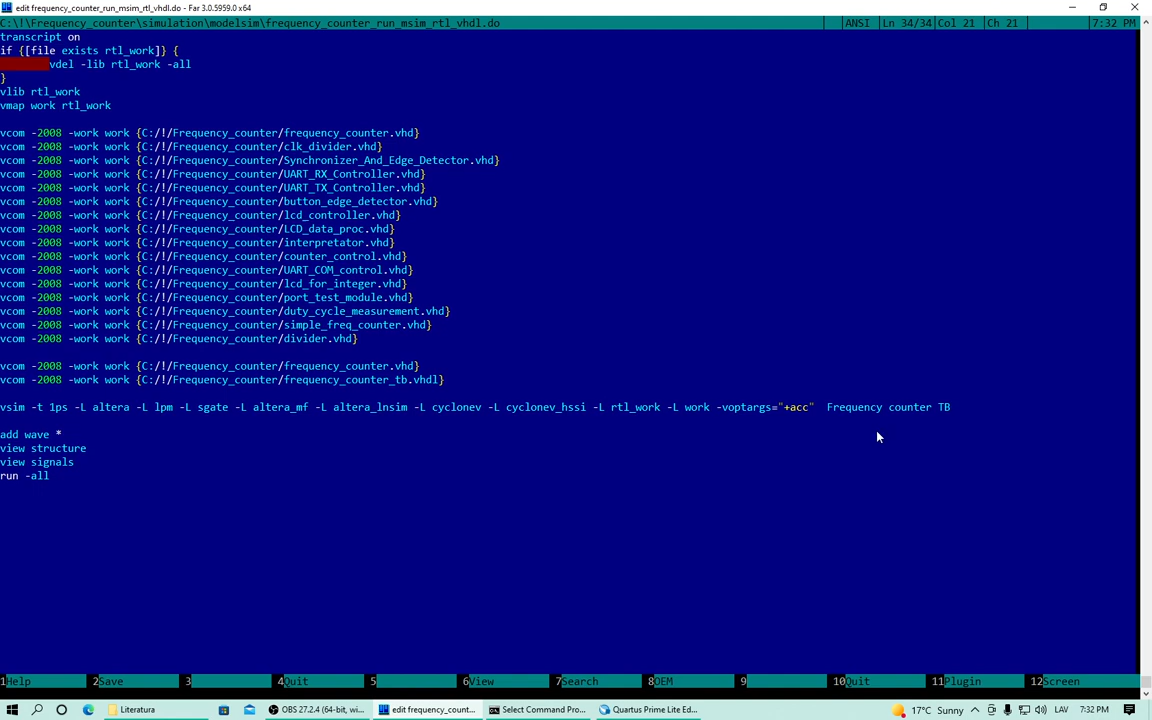 edit frequency_counter_run_msim_rtl_vhdl.do - Far 3.0.5959.0 x64
C:\!\Frequency_counter\simulation\modelsim\frequency_counter_run_msim_rtl_vhdl.do ANSI Ln 34/34 Col 21 Ch 21 7:32 PM
transcript on
if {[file exists rtl_work]} {
vdel -lib rtl_work -all
}
vlib rtl_work
vmap work rtl_work
vcom -2008 -work work {C:/!/Frequency_counter/frequency_counter.vhd}
vcom -2008 -work work {C:/!/Frequency_counter/clk_divider.vhd}
vcom -2008 -work work {C:/!/Frequency_counter/Synchronizer_And_Edge_Detector.vhd}
vcom -2008 -work work {C:/!/Frequency_counter/UART_RX_Controller.vhd}
vcom -2008 -work work {C:/!/Frequency_counter/UART_TX_Controller.vhd}
vcom -2008 -work work {C:/!/Frequency_counter/button_edge_detector.vhd}
vcom -2008 -work work {C:/!/Frequency_counter/lcd_controller.vhd}
vcom -2008 -work work {C:/!/Frequency_counter/LCD_data_proc.vhd}
vcom -2008 -work work {C:/!/Frequency_counter/interpretator.vhd}
vcom -2008 -work work {C:/!/Frequency_counter/counter_control.vhd}
vcom -2008 -work work {C:/!/Frequency_counter/UART_COM_control.vhd}
vcom -2008 -work work {C:/!/Frequency_counter/lcd_for_integer.vhd}
vcom -2008 -work work {C:/!/Frequency_counter/port_test_module.vhd}
vcom -2008 -work work {C:/!/Frequency_counter/duty_cycle_measurement.vhd}
vcom -2008 -work work {C:/!/Frequency_counter/simple_freq_counter.vhd}
vcom -2008 -work work {C:/!/Frequency_counter/divider.vhd}
vcom -2008 -work work {C:/!/Frequency_counter/frequency_counter.vhd}
vcom -2008 -work work {C:/!/Frequency_counter/frequency_counter_tb.vhdl}
vsim -t 1ps -L altera -L lpm -L sgate -L altera_mf -L altera_lnsim -L cyclonev -L cyclonev_hssi -L rtl_work -L work -voptargs="+acc" Frequency counter TB
add wave *
view structure
view signals
run -all
1Help 2Save 3 4Quit 5 6View 7Search 8OEM 9 10Quit 11Plugin 12Screen
Literatura OBS 27.2.4 (64-bit, wi... edit frequency_count... Select Command Pro... Quartus Prime Lite Ed... 17°C Sunny LAV 7:32 PM